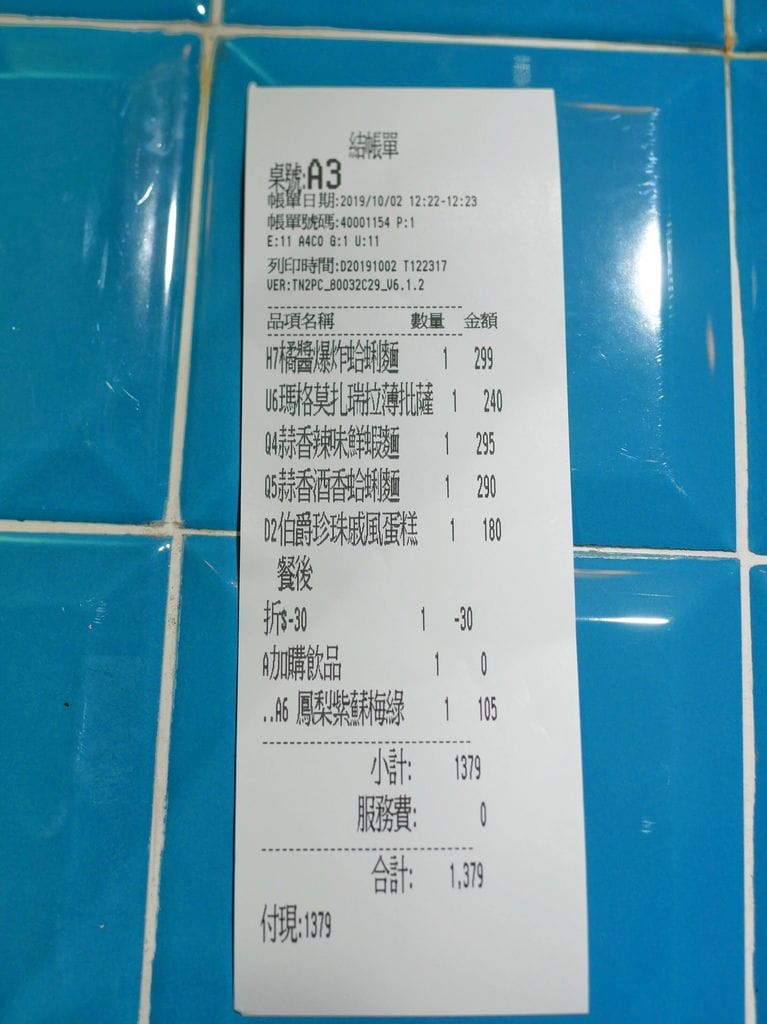 結帳單
桌號:A3
帳單日期:2019/10/02 12:22-12:23
帳單號碼:40001154 P:1
E:11 A4CO G:1 U:11
列印時間:D20191002 T122317
VER:TN2PC_80032C29_V6.1.2
品項名稱 數量 金額
H7橘醬爆炸蛤蜊麵 1 299
U6瑪格莫扎瑞拉薄批薩 1 240
Q4蒜香辣味鮮蝦麵 1 295
Q5蒜香酒香蛤蜊麵 1 290
D2伯爵珍珠戚風蛋糕 1 180
餐後
折$-30 1 -30
A加購飲品 1 0
..A6 鳳梨紫蘇梅綠 1 105
小計: 1379
服務費: 0
合計: 1,379
付現:1379